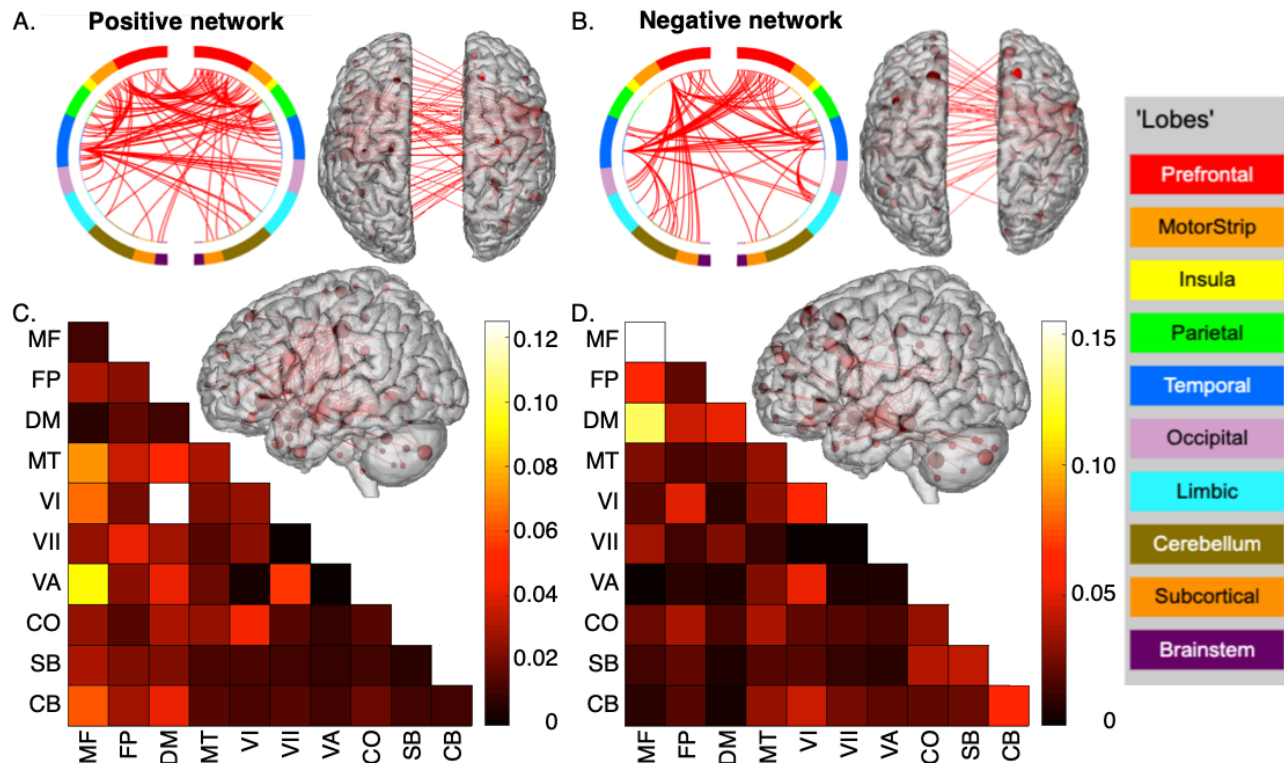 A. Positive network
B. Negative network
'Lobes'
Prefrontal
MotorStrip
Insula
Parietal
Temporal
Occipital
Limbic
Cerebellum
Subcortical
Brainstem
C.
MF
FP
DM
MT
VI
VII
VA
CO
SB
CB
MF FP DM MT VI VII VA CO SB CB
0.12
0.10
0.08
0.06
0.04
0.02
0
D.
MF
FP
DM
MT
VI
VII
VA
CO
SB
CB
MF FP DM MT VI VII VA CO SB CB
0.15
0.10
0.05
0